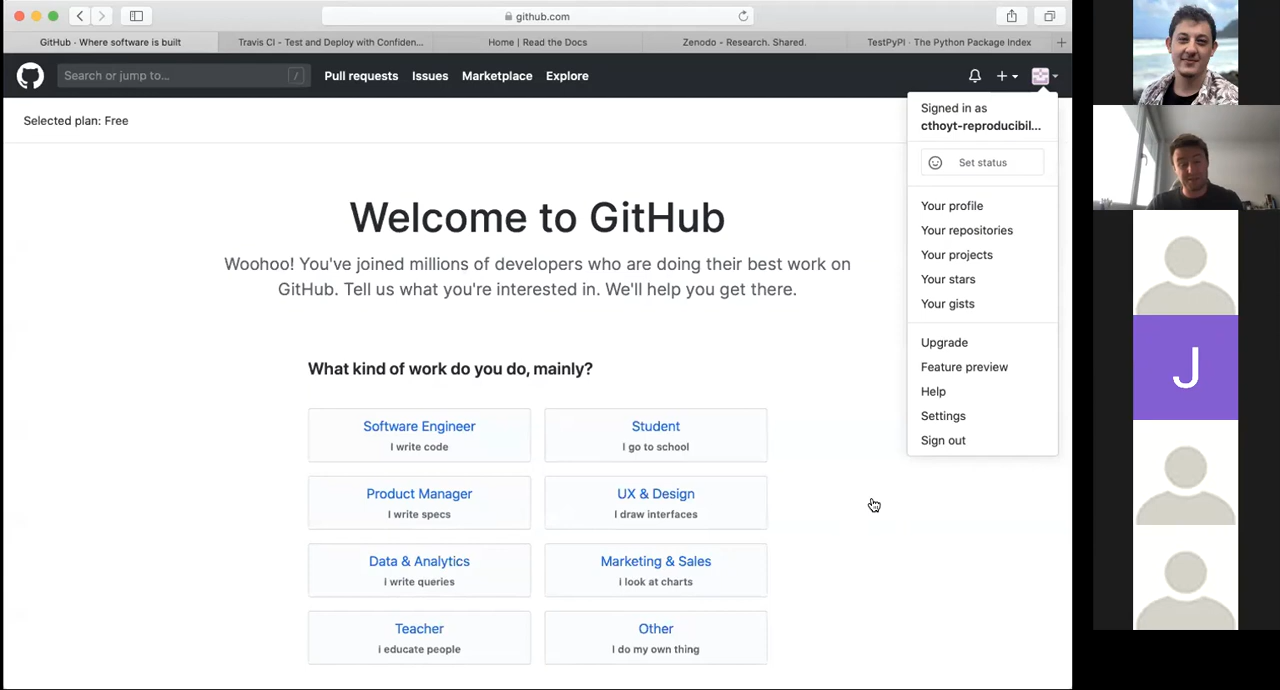 github.com
GitHub · Where software is built
Travis CI - Test and Deploy with Confiden...
Home | Read the Docs
Zenodo - Research. Shared.
TestPyPI · The Python Package Index
Search or jump to...
/
Pull requests
Issues
Marketplace
Explore
Selected plan: Free
Signed in as
cthoyt-reproducibil...
Set status
Your profile
Your repositories
Your projects
Your stars
Your gists
Upgrade
Feature preview
Help
Settings
Sign out
Welcome to GitHub
Woohoo! You've joined millions of developers who are doing their best work on
GitHub. Tell us what you're interested in. We'll help you get there.
What kind of work do you do, mainly?
Software Engineer
I write code
Student
I go to school
Product Manager
I write specs
UX & Design
I draw interfaces
Data & Analytics
I write queries
Marketing & Sales
I look at charts
Teacher
I educate people
Other
I do my own thing
J